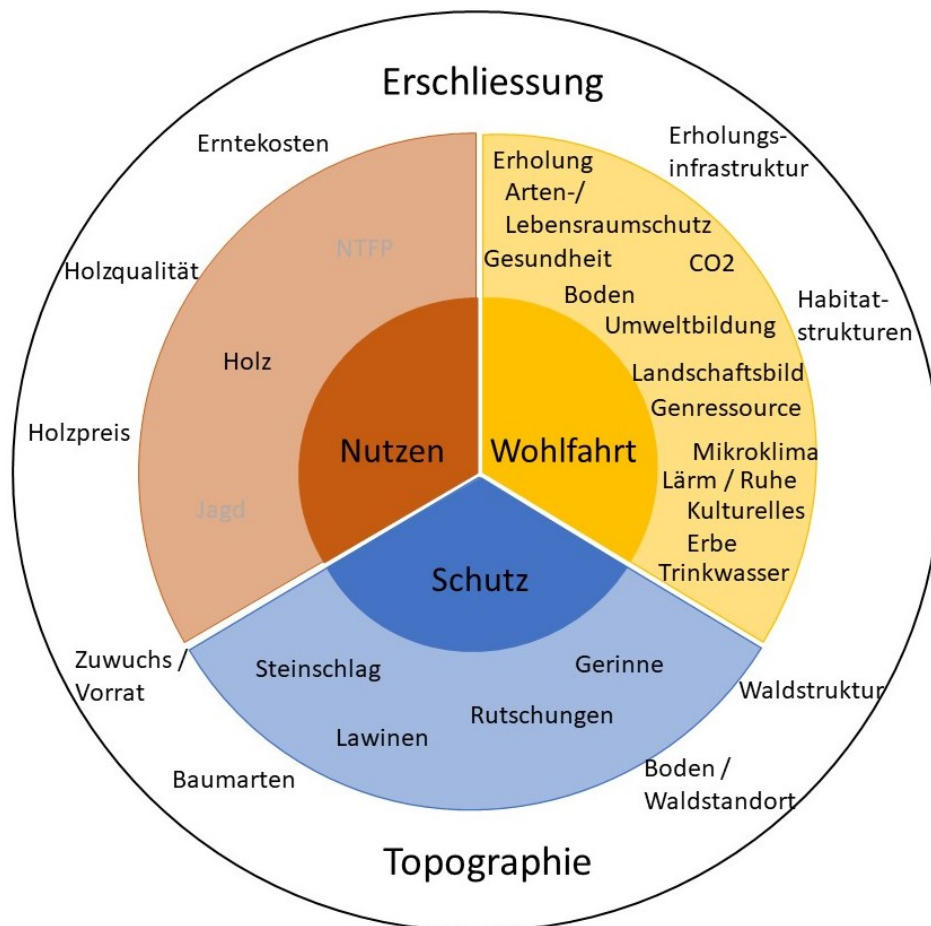 Erschliessung
Erntekosten
Erholungs-
infrastruktur
Erholung
Arten-/
Lebensraumschutz
NTFP
Gesundheit
CO2
Holzqualität
Boden
Habitat-
strukturen
Umweltbildung
Holz
Landschaftsbild
Genressource
Holzpreis
Nutzen
Wohlfahrt
Mikroklima
Lärm / Ruhe
Jagd
Kulturelles
Erbe
Trinkwasser
Schutz
Zuwuchs /
Vorrat
Steinschlag
Gerinne
Waldstruktur
Rutschungen
Lawinen
Baumarten
Boden /
Waldstandort
Topographie